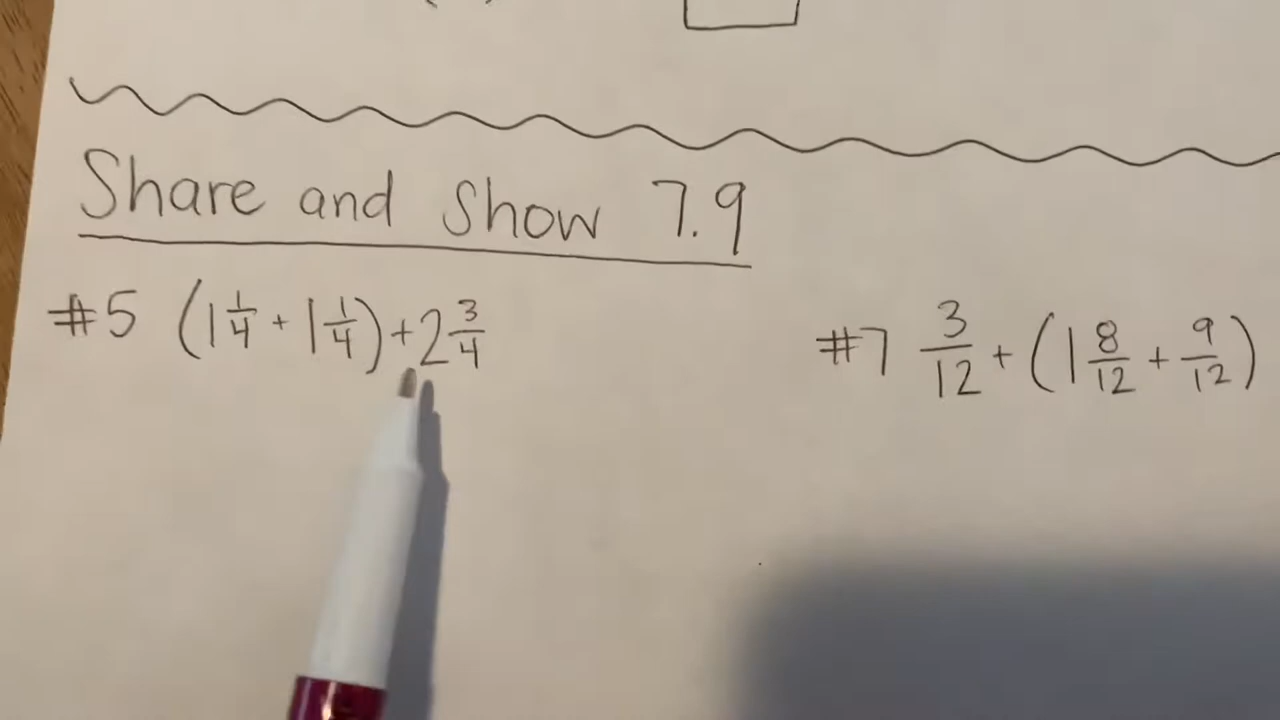 Share and Show 7.9
#5 (1 1/4 + 1 1/4) + 2 3/4
#7 3/12 + (1 8/12 + 9/12)